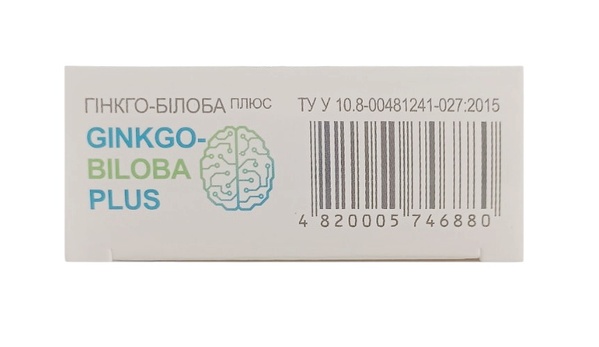 ГІНКГО-БІЛОБА ПЛЮС
GINKGO-
BILOBA
PLUS
ТУ У 10.8-00481241-027:2015
4 820005 746880